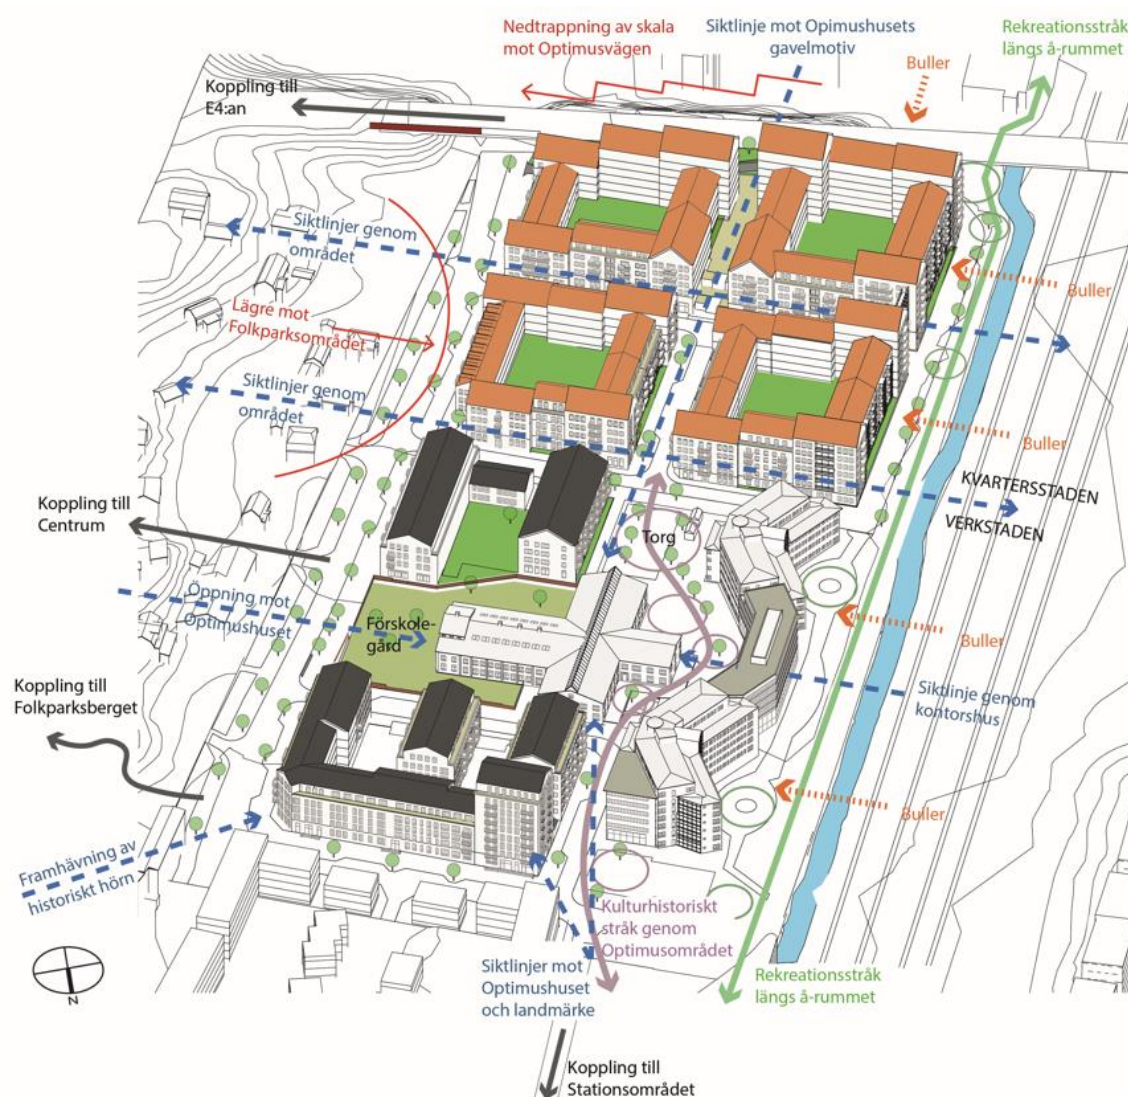 Nedtrappning av skala
mot Optimusvägen
Siktlinje mot Opimushusets
gavelmotiv
Rekreationsstråk
längs å-rummet
Buller
Koppling till
E4:an
Siktlinjer genom
området
Buller
Lägre mot
Folkparksområdet
Siktlinjer genom
området
Buller
KVARTERSSTADEN
VERKSTADEN
Koppling till
Centrum
Torg
Öppning mot
Optimushuset
Förskole-
gård
Buller
Koppling till
Folkparksberget
Siktlinje genom
kontorshus
Buller
Framhävning av
historiskt hörn
Kulturhistoriskt
stråk genom
Optimusområdet
Siktlinjer mot
Optimushuset
och landmärke
Rekreationsstråk
längs å-rummet
N
Koppling till
Stationsområdet